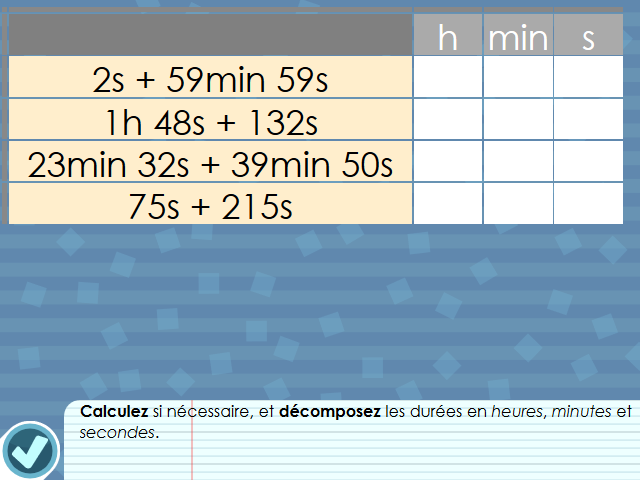 h min s
2s + 59min 59s
1h 48s + 132s
23min 32s + 39min 50s
75s + 215s
Calculez si nécessaire, et décomposez les durées en heures, minutes et
secondes.